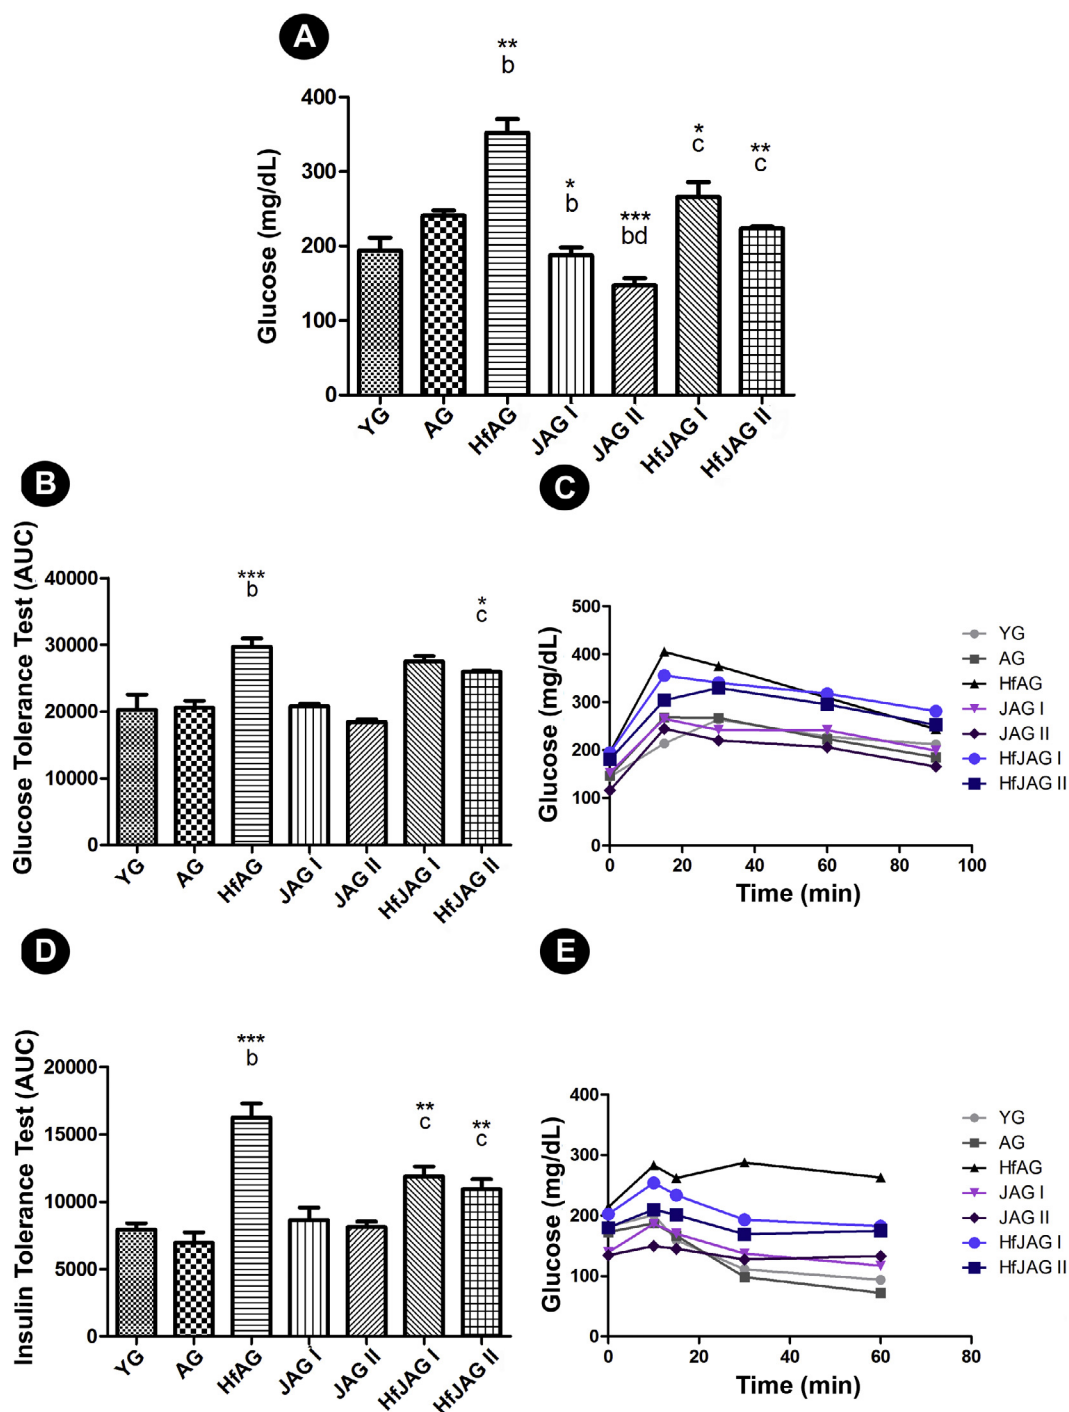 A
**
b
*
b
***
bd
*
c
**
c
400
300
200
100
0
Glucose (mg/dL)
YG
AG
HfAG
JAG I
JAG II
HfJAG I
HfJAG II
B
***
b
*
c
40000
30000
20000
10000
0
Glucose Tolerance Test (AUC)
YG
AG
HfAG
JAG I
JAG II
HfJAG I
HfJAG II
C
500
400
300
200
100
0
Glucose (mg/dL)
0
20
40
60
80
100
Time (min)
YG
AG
HfAG
JAG I
JAG II
HfJAG I
HfJAG II
D
***
b
**
c
**
c
20000
15000
10000
5000
0
Insulin Tolerance Test (AUC)
YG
AG
HfAG
JAG I
JAG II
HfJAG I
HfJAG II
E
400
300
200
100
0
Glucose (mg/dL)
0
20
40
60
80
Time (min)
YG
AG
HfAG
JAG I
JAG II
HfJAG I
HfJAG II